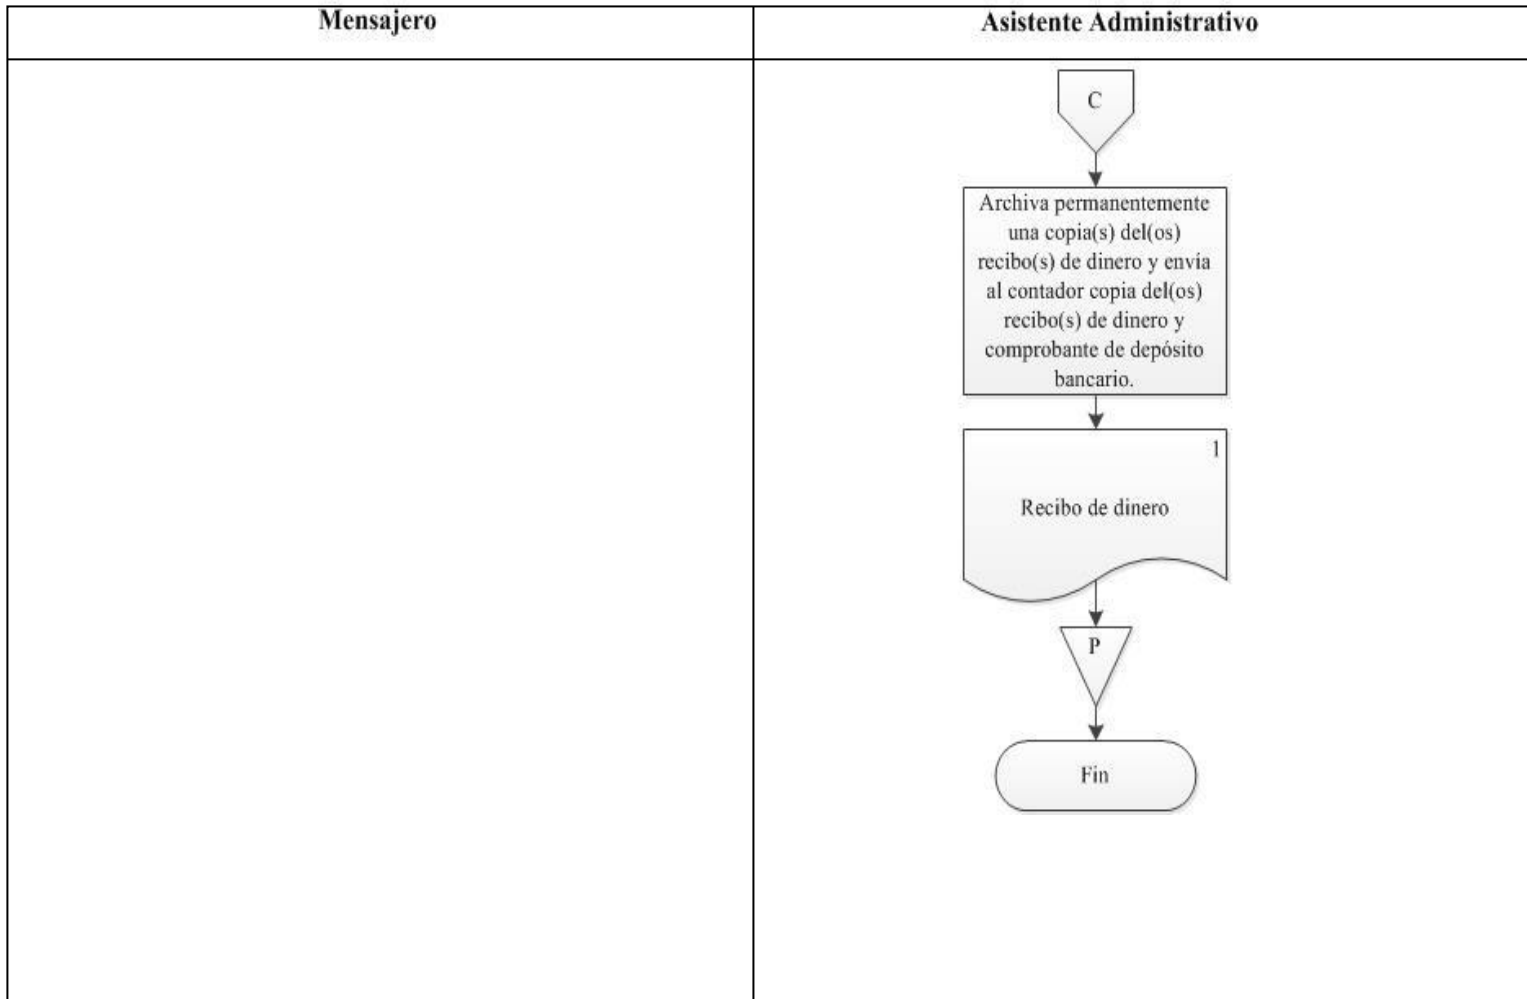 Mensajero
Asistente Administrativo
C
Archiva permanentemente
una copia(s) del(os)
recibo(s) de dinero y envía
al contador copia del(os)
recibo(s) de dinero y
comprobante de depósito
bancario.
1
Recibo de dinero
P
Fin